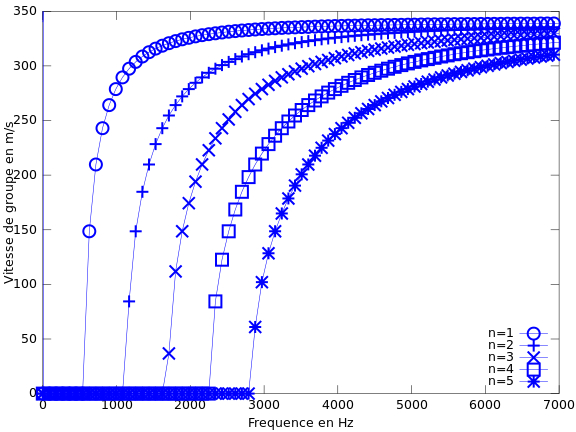 350
300
250
200
150
100
50
0
Vitesse de groupe en m/s
n=1
n=2
n=3
n=4
n=5
0 1000 2000 3000 4000 5000 6000 7000
Frequence en Hz